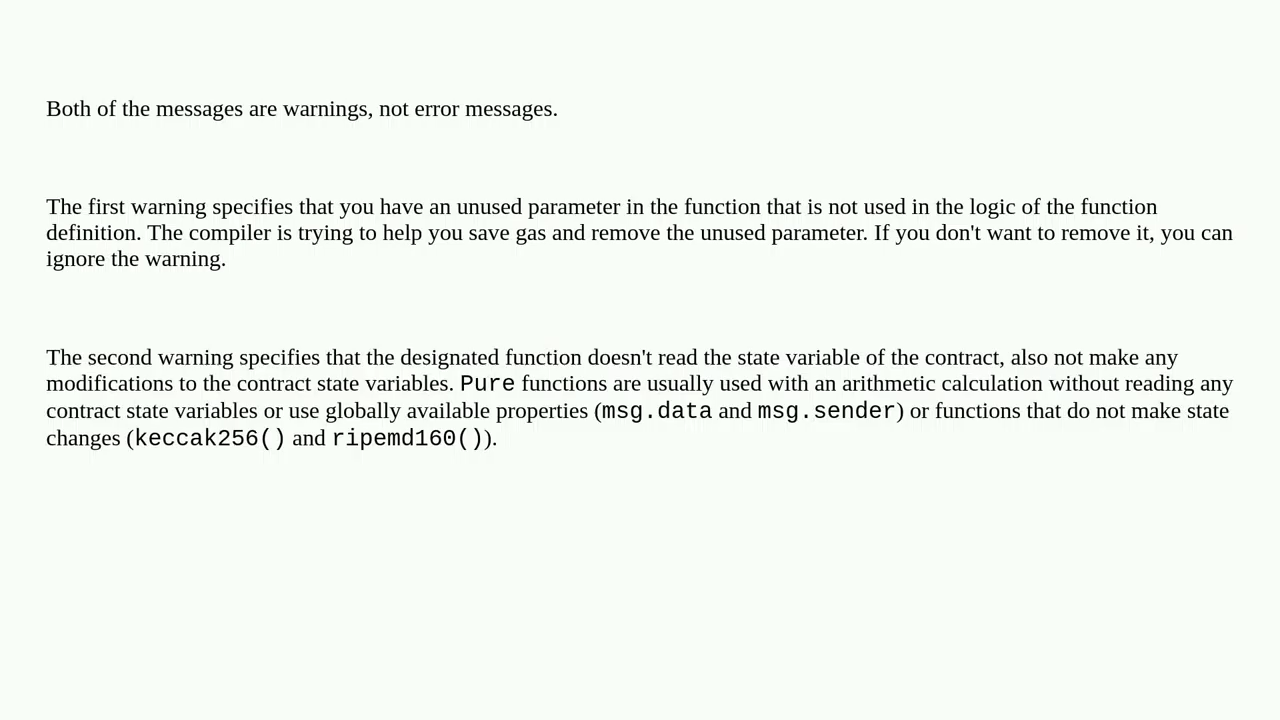 Both of the messages are warnings, not error messages.
The first warning specifies that you have an unused parameter in the function that is not used in the logic of the function
definition. The compiler is trying to help you save gas and remove the unused parameter. If you don't want to remove it, you can
ignore the warning.
The second warning specifies that the designated function doesn't read the state variable of the contract, also not make any
modifications to the contract state variables. Pure functions are usually used with an arithmetic calculation without reading any
contract state variables or use globally available properties (msg.data and msg.sender) or functions that do not make state
changes (keccak256() and ripemd160()).